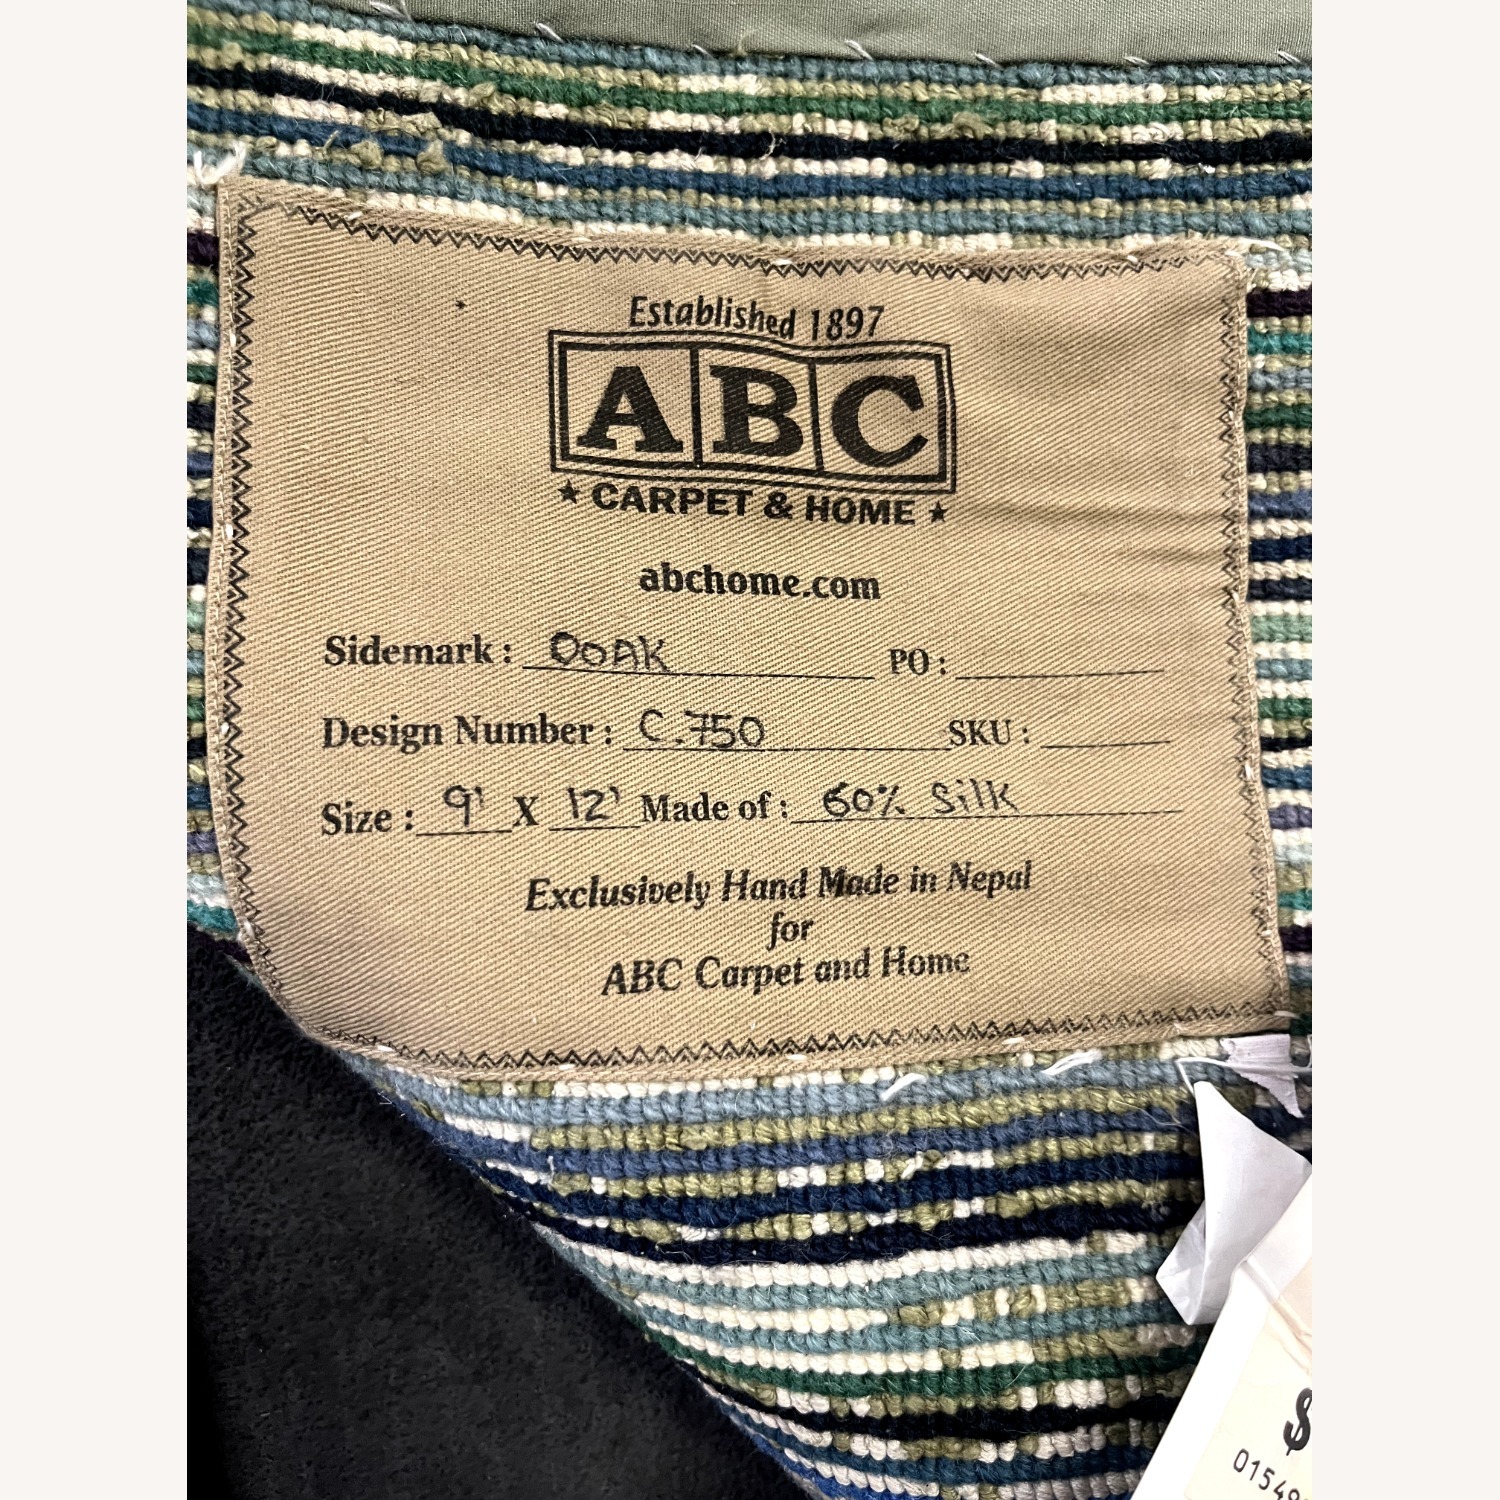 Established 1897
ABC
★ CARPET & HOME ★
abchome.com
Sidemark : OOAK PO :
Design Number : C.750 SKU :
Size : 9' X 12' Made of : 60% Silk
Exclusively Hand Made in Nepal
for
ABC Carpet and Home
$